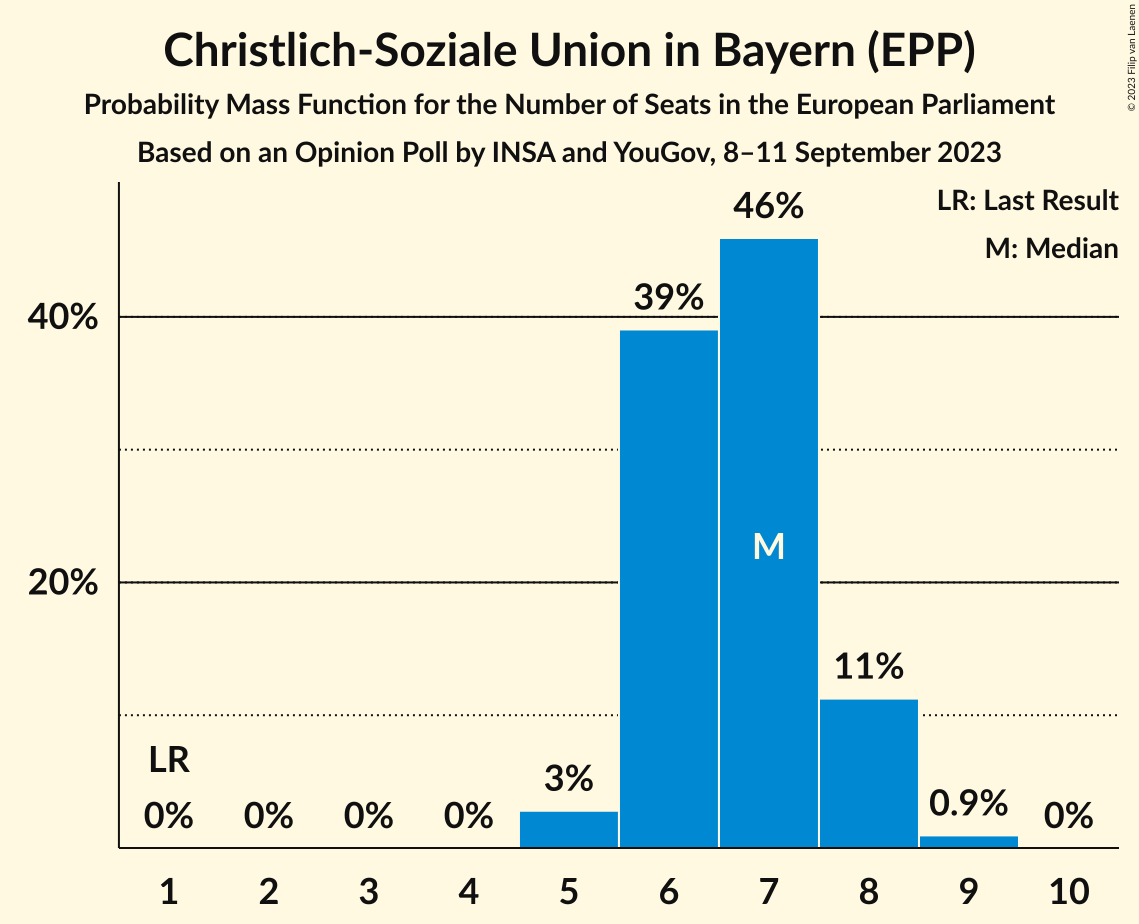 Christlich-Soziale Union in Bayern (EPP)
Probability Mass Function for the Number of Seats in the European Parliament
Based on an Opinion Poll by INSA and YouGov, 8–11 September 2023
© 2023 Filip van Laenen
LR: Last Result
M: Median
46%
39%
40%
M
20%
11%
LR
3%
0% 0% 0% 0% 0.9% 0%
1 2 3 4 5 6 7 8 9 10